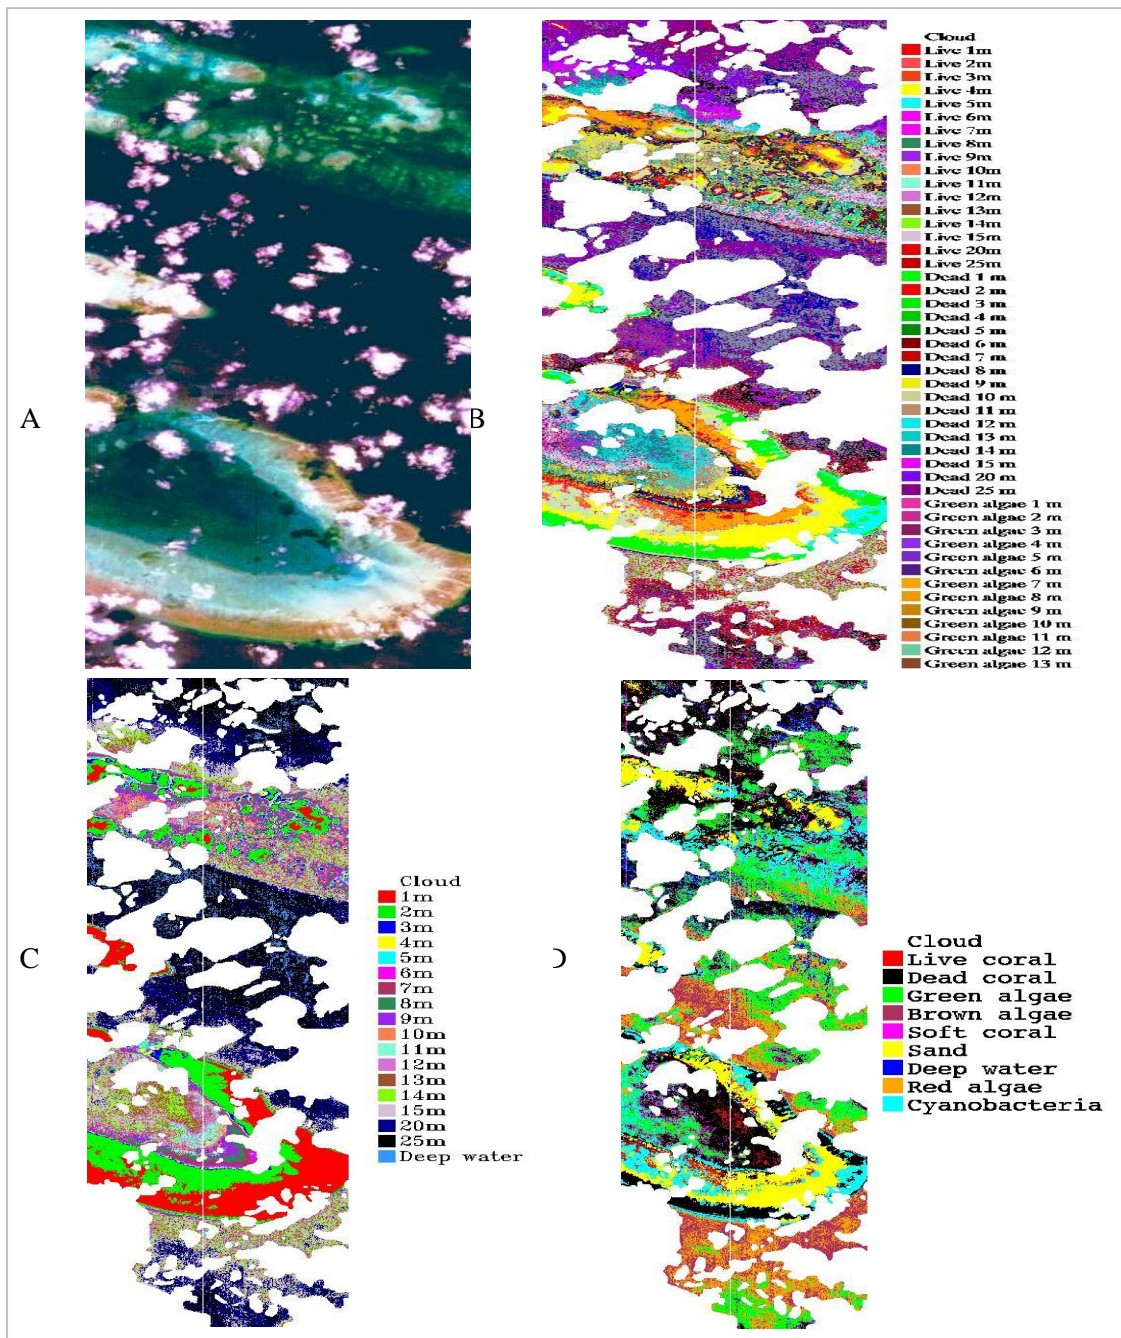 A
B
Cloud
Live 1m
Live 2m
Live 3m
Live 4m
Live 5m
Live 6m
Live 7m
Live 8m
Live 9m
Live 10m
Live 11m
Live 12m
Live 13m
Live 14m
Live 15m
Live 20m
Live 25m
Dead 1 m
Dead 2 m
Dead 3 m
Dead 4 m
Dead 5 m
Dead 6 m
Dead 7 m
Dead 8 m
Dead 9 m
Dead 10 m
Dead 11 m
Dead 12 m
Dead 13 m
Dead 14 m
Dead 15 m
Dead 20 m
Dead 25 m
Green algae 1 m
Green algae 2 m
Green algae 3 m
Green algae 4 m
Green algae 5 m
Green algae 6 m
Green algae 7 m
Green algae 8 m
Green algae 9 m
Green algae 10 m
Green algae 11 m
Green algae 12 m
Green algae 13 m
C
Cloud
1m
2m
3m
4m
5m
6m
7m
8m
9m
10m
11m
12m
13m
14m
15m
20m
25m
Deep water
D
Cloud
Live coral
Dead coral
Green algae
Brown algae
Soft coral
Sand
Deep water
Red algae
Cyanobacteria